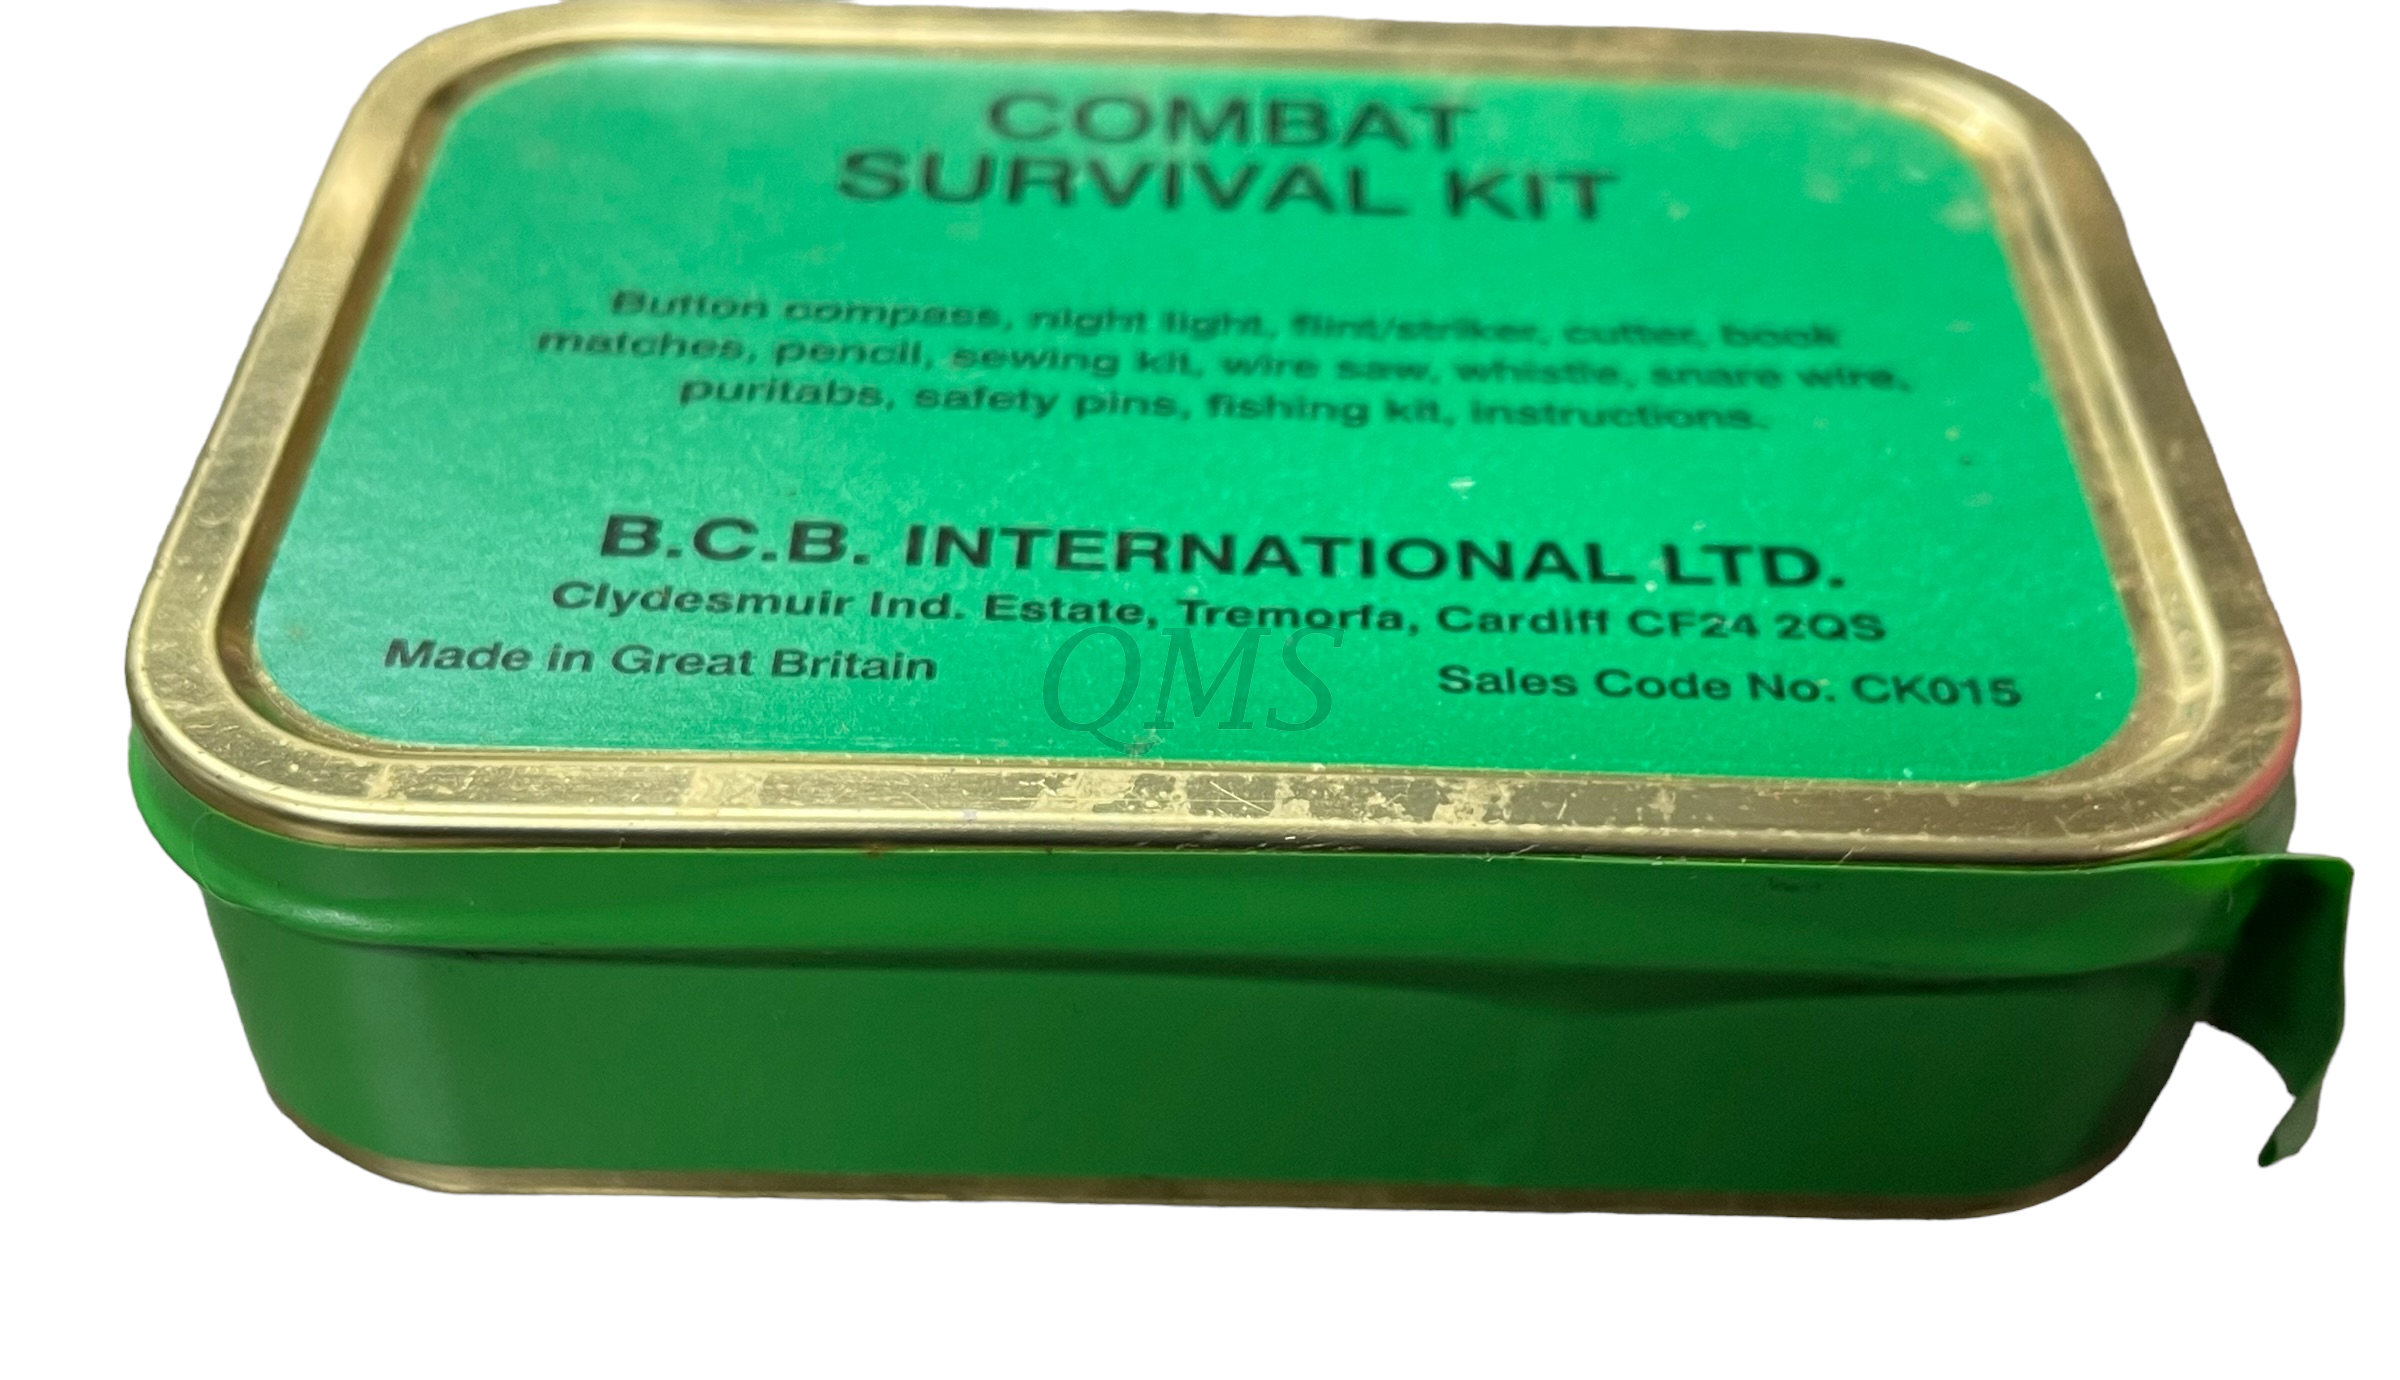 COMBAT
SURVIVAL KIT
Button compass, night light, flint/striker, cutter, book
matches, pencil, sewing kit, wire saw, whistle, snare wire,
puritabs, safety pins, fishing kit, instructions.
B.C.B. INTERNATIONAL LTD.
Clydesmuir Ind. Estate, Tremorfa, Cardiff CF24 2QS
Made in Great Britain
Sales Code No. CK015
QMS